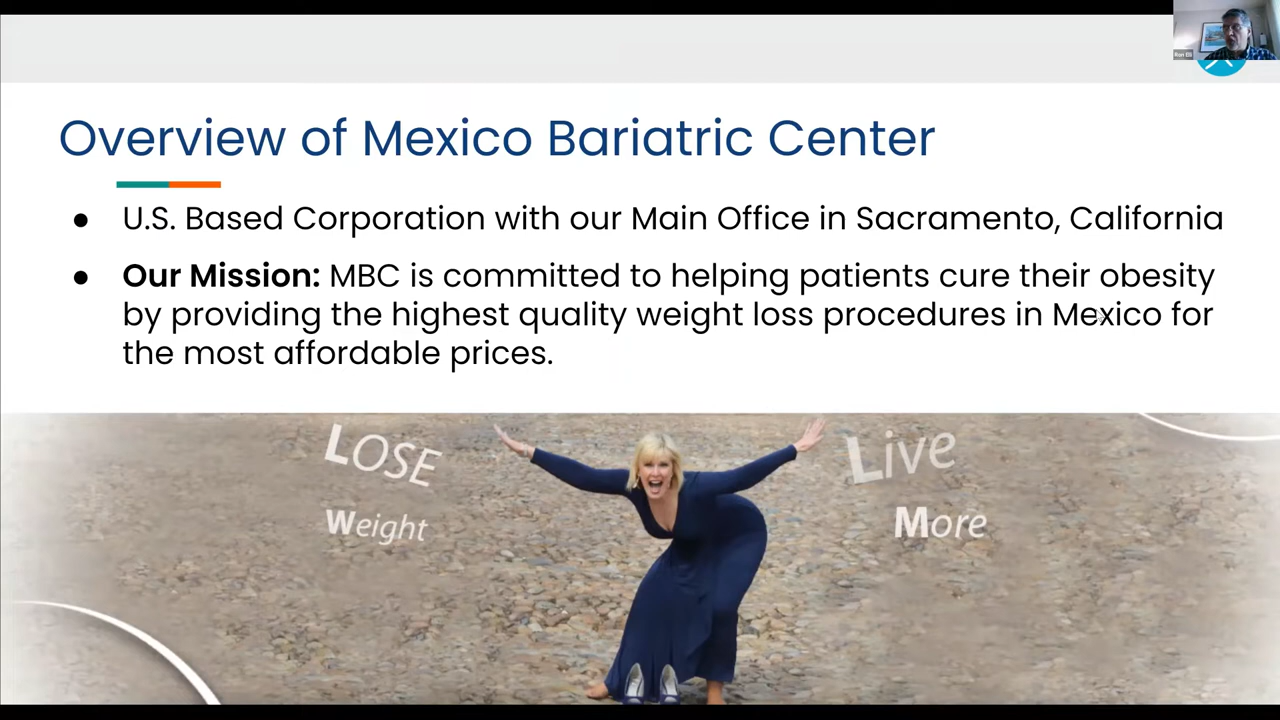 Ron Elli
Overview of Mexico Bariatric Center
● U.S. Based Corporation with our Main Office in Sacramento, California
● Our Mission: MBC is committed to helping patients cure their obesity
by providing the highest quality weight loss procedures in Mexico for
the most affordable prices.
LOSE
Weight
Live
More